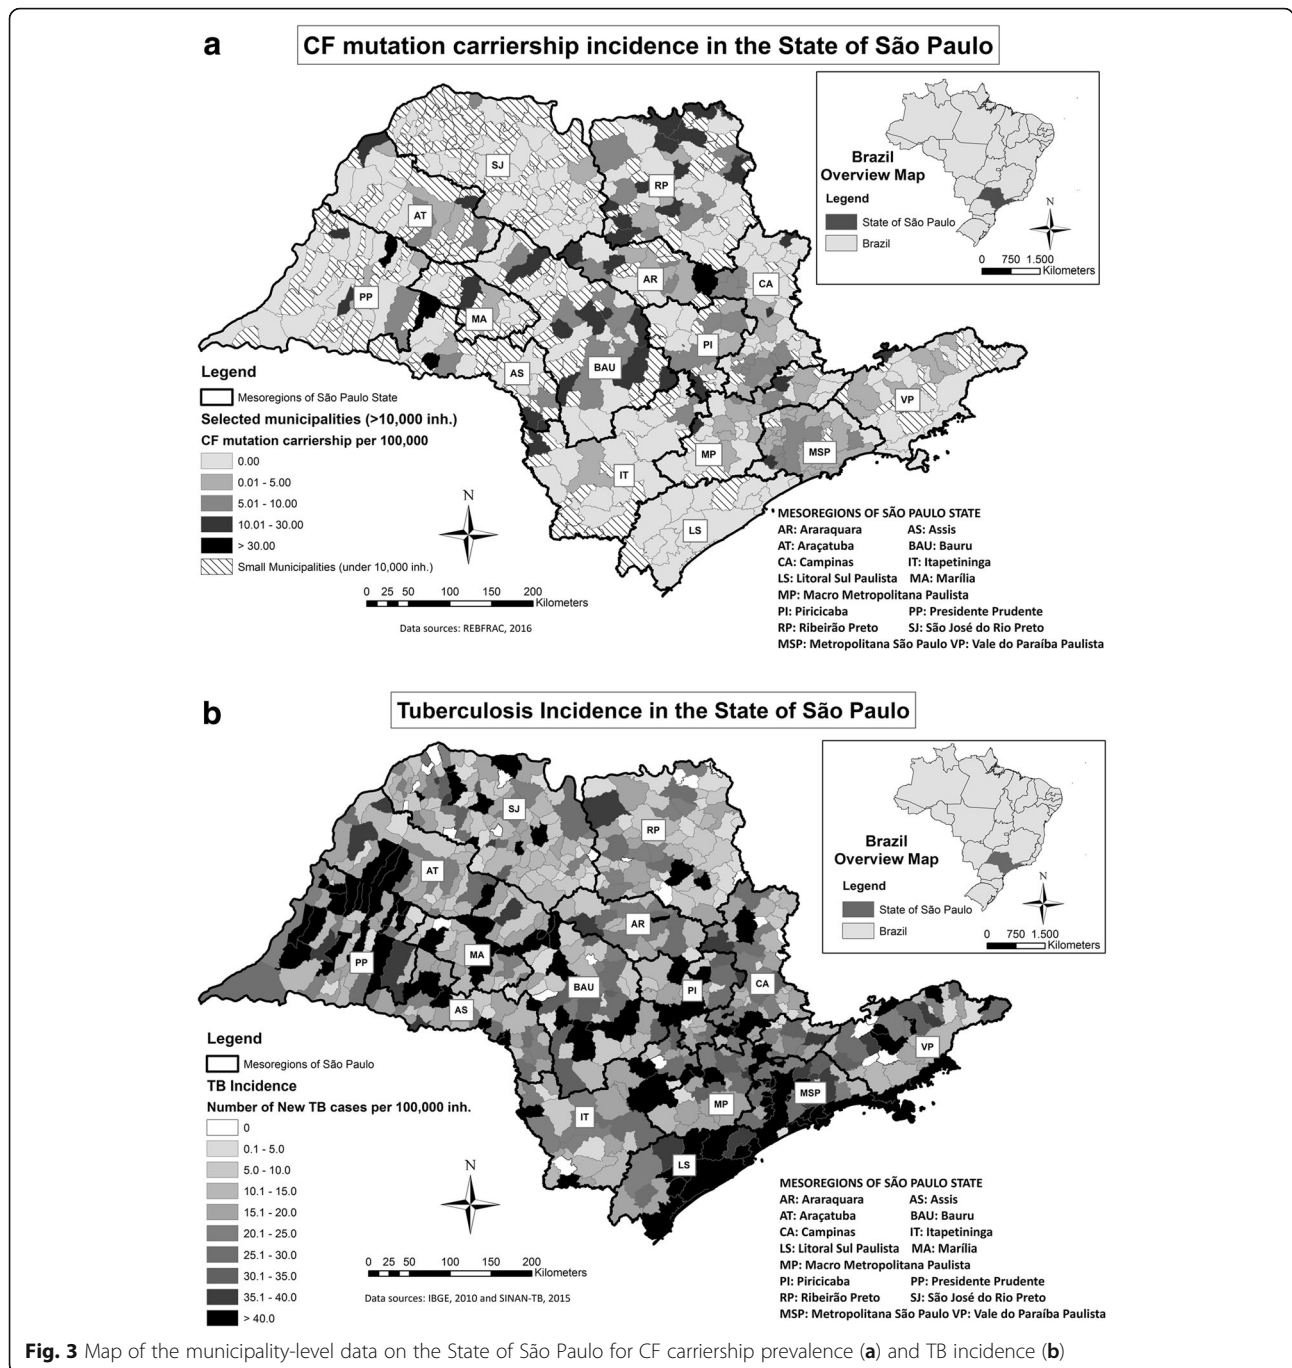 a
CF mutation carriership incidence in the State of São Paulo
Brazil
Overview Map
Legend
State of São Paulo
Brazil
N
0 750 1.500
Kilometers
SJ
RP
AT
AR
CA
PP
MA
PI
AS
BAU
VP
MP
MSP
IT
LS
Legend
Mesoregions of São Paulo State
Selected municipalities (>10,000 inh.)
CF mutation carriership per 100,000
0.00
0.01 - 5.00
5.01 - 10.00
10.01 - 30.00
> 30.00
Small Municipalities (under 10,000 inh.)
N
0 25 50 100 150 200
Kilometers
Data sources: REBFRAC, 2016
MESOREGIONS OF SÃO PAULO STATE
AR: Araraquara AS: Assis
AT: Araçatuba BAU: Bauru
CA: Campinas IT: Itapetininga
LS: Litoral Sul Paulista MA: Marília
MP: Macro Metropolitana Paulista
PI: Piricicaba PP: Presidente Prudente
RP: Ribeirão Preto SJ: São José do Rio Preto
MSP: Metropolitana São Paulo VP: Vale do Paraíba Paulista
b
Tuberculosis Incidence in the State of São Paulo
Brazil
Overview Map
Legend
State of São Paulo
Brazil
N
0 750 1.500
Kilometers
SJ
RP
AT
AR
MA
PP
BAU
PI
CA
AS
VP
MSP
MP
IT
LS
Legend
Mesoregions of São Paulo
TB Incidence
Number of New TB cases per 100,000 inh.
0
0.1 - 5.0
5.0 - 10.0
10.1 - 15.0
15.1 - 20.0
20.1 - 25.0
25.1 - 30.0
30.1 - 35.0
35.1 - 40.0
> 40.0
N
0 25 50 100 150 200
Kilometers
Data sources: IBGE, 2010 and SINAN-TB, 2015
MESOREGIONS OF SÃO PAULO STATE
AR: Araraquara AS: Assis
AT: Araçatuba BAU: Bauru
CA: Campinas IT: Itapetininga
LS: Litoral Sul Paulista MA: Marília
MP: Macro Metropolitana Paulista
PI: Piricicaba PP: Presidente Prudente
RP: Ribeirão Preto SJ: São José do Rio Preto
MSP: Metropolitana São Paulo VP: Vale do Paraíba Paulista
Fig. 3 Map of the municipality-level data on the State of São Paulo for CF carriership prevalence (a) and TB incidence (b)